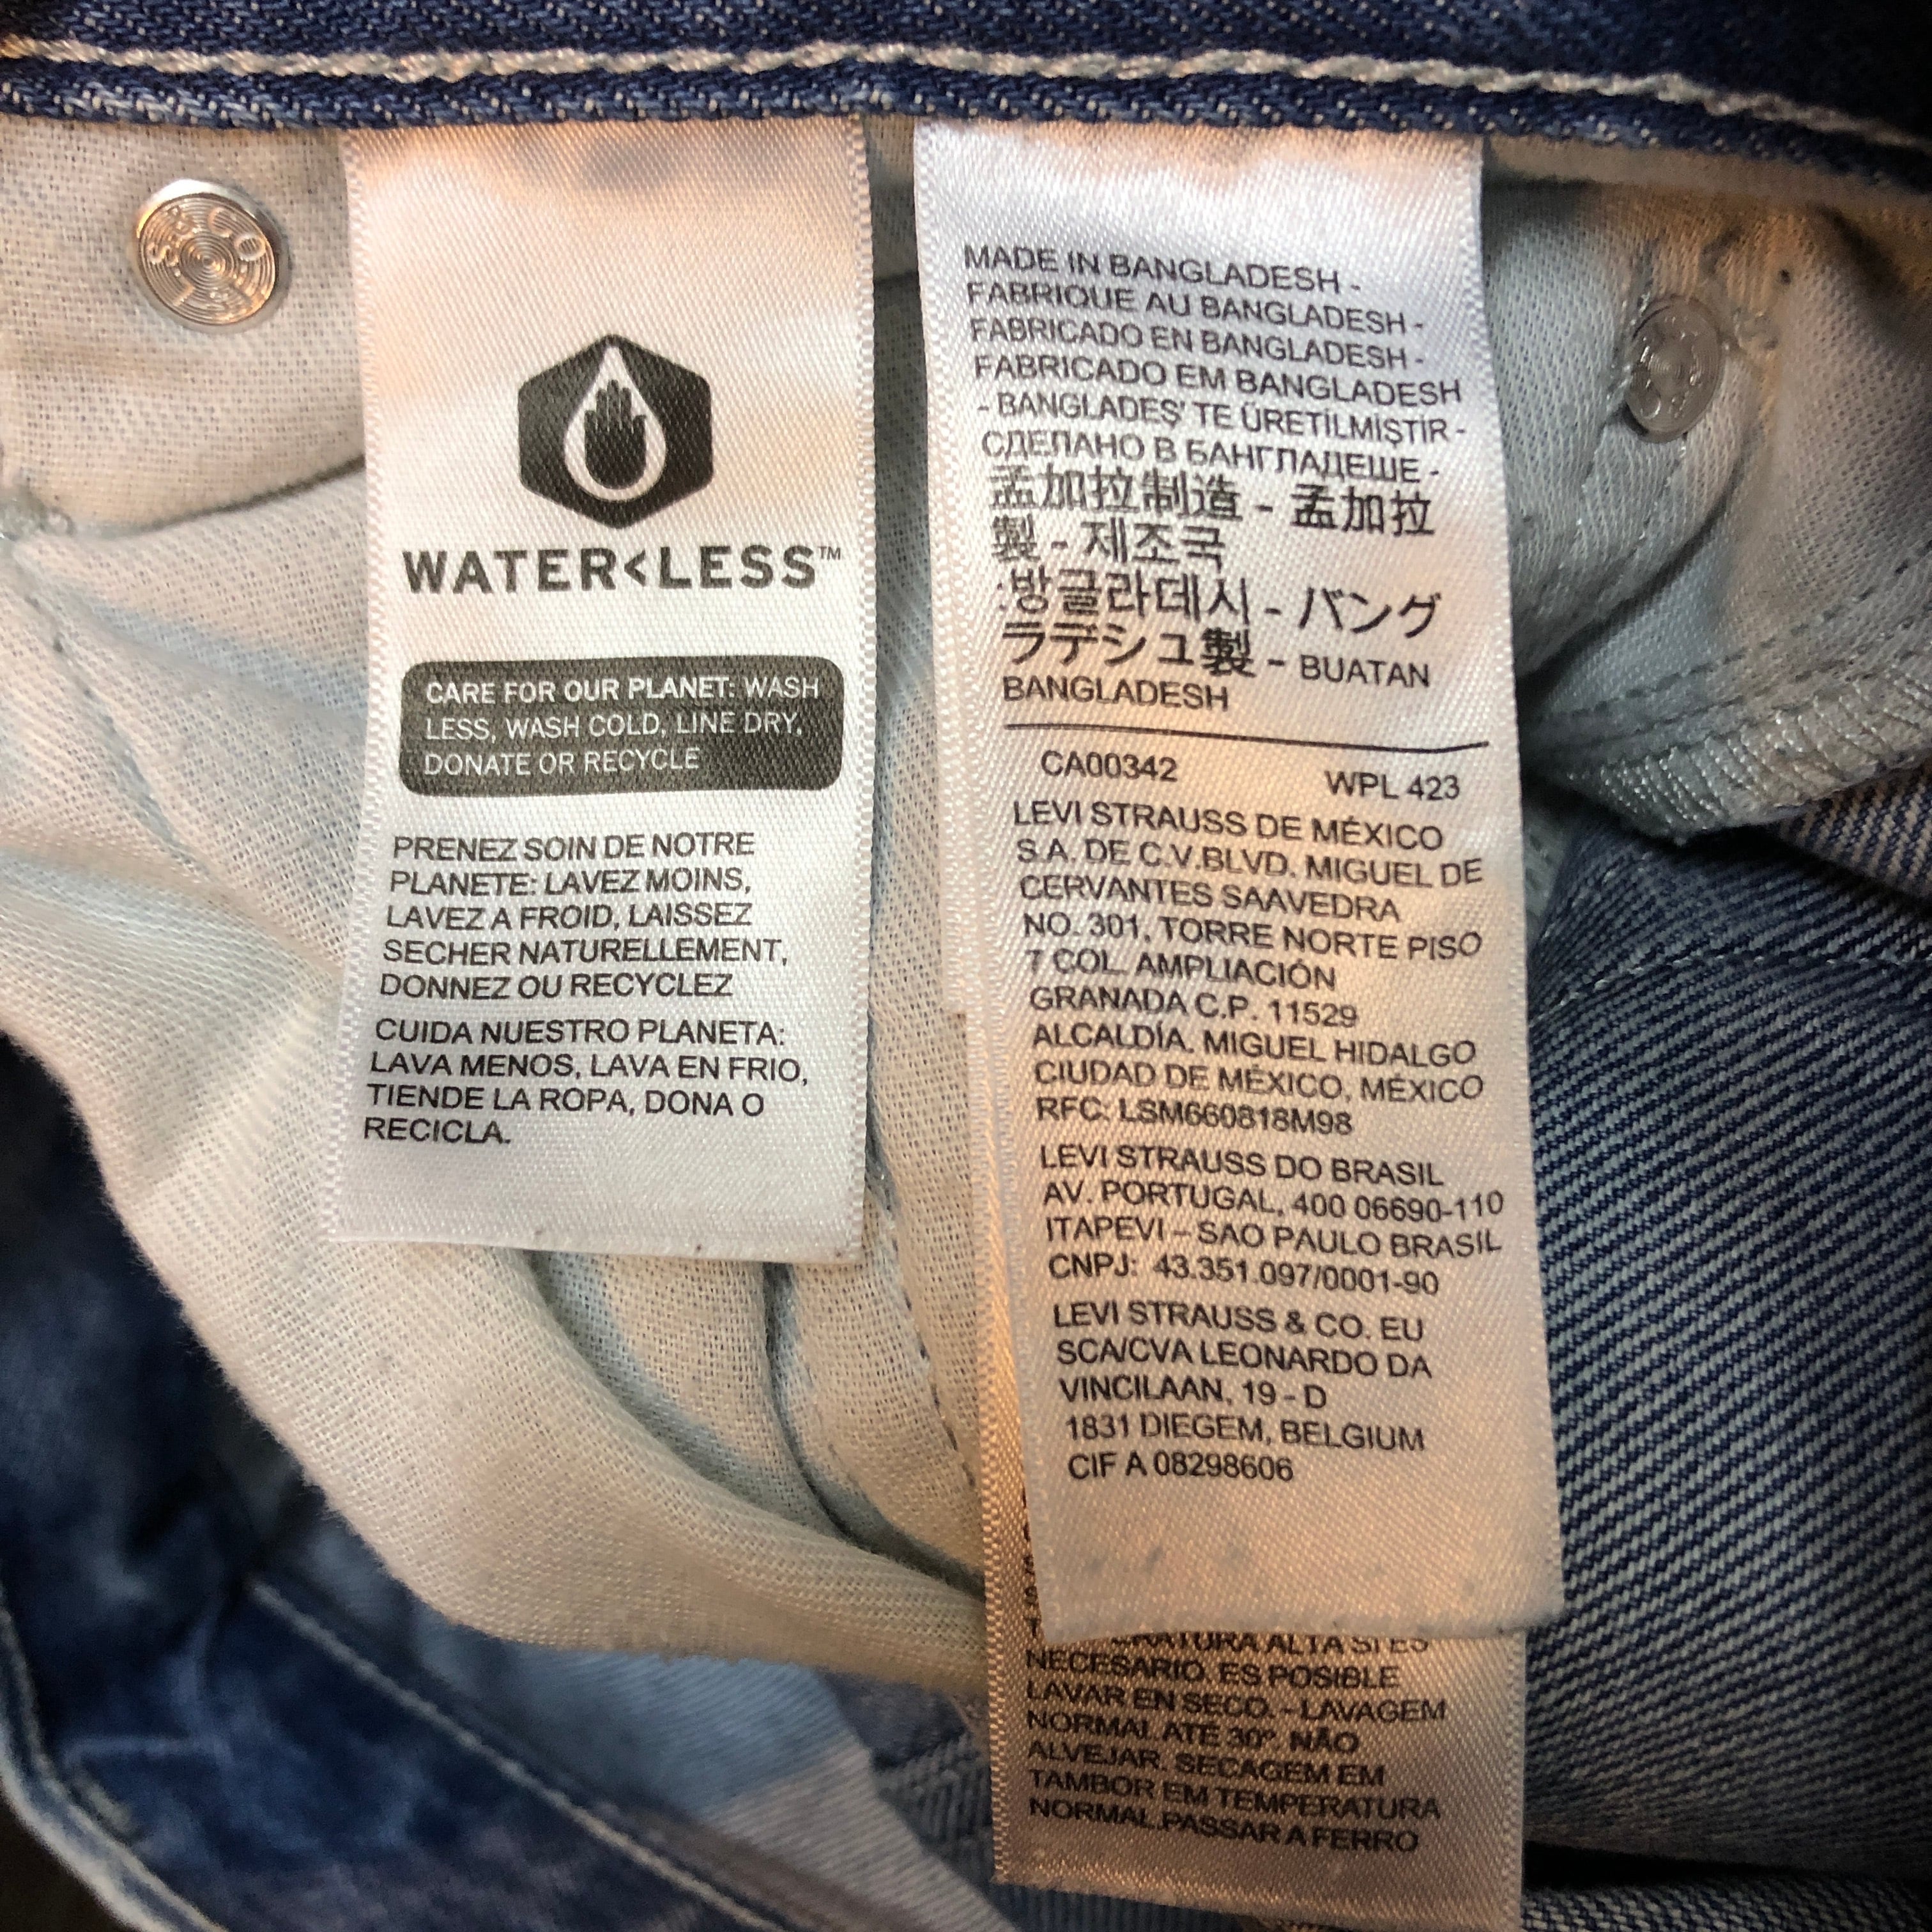 WATER<LESS™
CARE FOR OUR PLANET: WASH
LESS, WASH COLD, LINE DRY,
DONATE OR RECYCLE
PRENEZ SOIN DE NOTRE
PLANETE: LAVEZ MOINS,
LAVEZ A FROID, LAISSEZ
SECHER NATURELLEMENT,
DONNEZ OU RECYCLEZ
CUIDA NUESTRO PLANETA:
LAVA MENOS, LAVA EN FRIO,
TIENDE LA ROPA, DONA O
RECICLA.
MADE IN BANGLADESH -
FABRIQUE AU BANGLADESH -
FABRICADO EN BANGLADESH -
FABRICADO EM BANGLADESH
- BANGLADEŞ' TE ÜRETİLMİŞTİR -
СДЕЛАНО В БАНГЛАДЕШЕ -
孟加拉制造 - 孟加拉
製 - 제조국
:방글라데시 - バング
ラデシュ製 - BUATAN
BANGLADESH
CA00342 WPL 423
LEVI STRAUSS DE MÉXICO
S.A. DE C.V.BLVD. MIGUEL DE
CERVANTES SAAVEDRA
NO. 301, TORRE NORTE PISO
7 COL. AMPLIACIÓN
GRANADA C.P. 11529
ALCALDÍA. MIGUEL HIDALGO
CIUDAD DE MÉXICO, MÉXICO
RFC: LSM660818M98
LEVI STRAUSS DO BRASIL
AV. PORTUGAL, 400 06690-110
ITAPEVI – SAO PAULO BRASIL
CNPJ: 43.351.097/0001-90
LEVI STRAUSS & CO. EU
SCA/CVA LEONARDO DA
VINCILAAN, 19 - D
1831 DIEGEM, BELGIUM
CIF A 08298606
ALTA SI ES
NECESARIO. ES POSIBLE
LAVAR EN SECO. - LAVAGEM
NORMAL ATÉ 30º. NÃO
ALVEJAR. SECAGEM EM
TAMBOR EM TEMPERATURA
NORMAL.PASSAR A FERRO